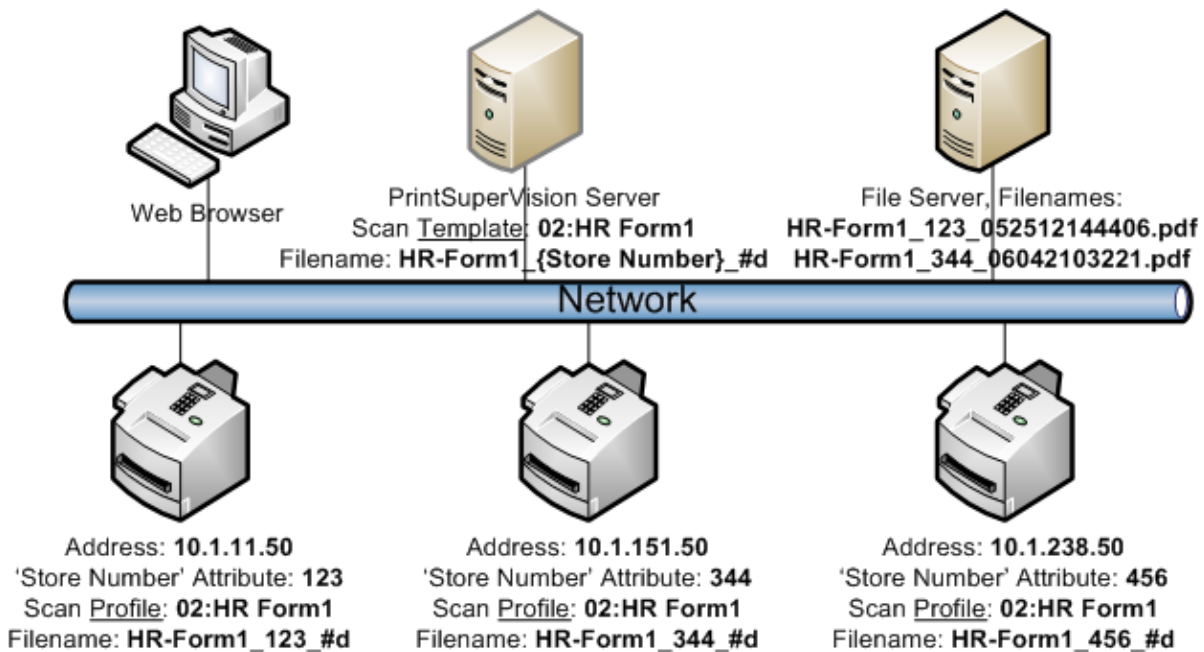 Web Browser
PrintSuperVision Server
Scan Template: 02:HR Form1
Filename: HR-Form1_{Store Number}_#d
File Server, Filenames:
HR-Form1_123_052512144406.pdf
HR-Form1_344_06042103221.pdf
Network
Address: 10.1.11.50
'Store Number' Attribute: 123
Scan Profile: 02:HR Form1
Filename: HR-Form1_123_#d
Address: 10.1.151.50
'Store Number' Attribute: 344
Scan Profile: 02:HR Form1
Filename: HR-Form1_344_#d
Address: 10.1.238.50
'Store Number' Attribute: 456
Scan Profile: 02:HR Form1
Filename: HR-Form1_456_#d